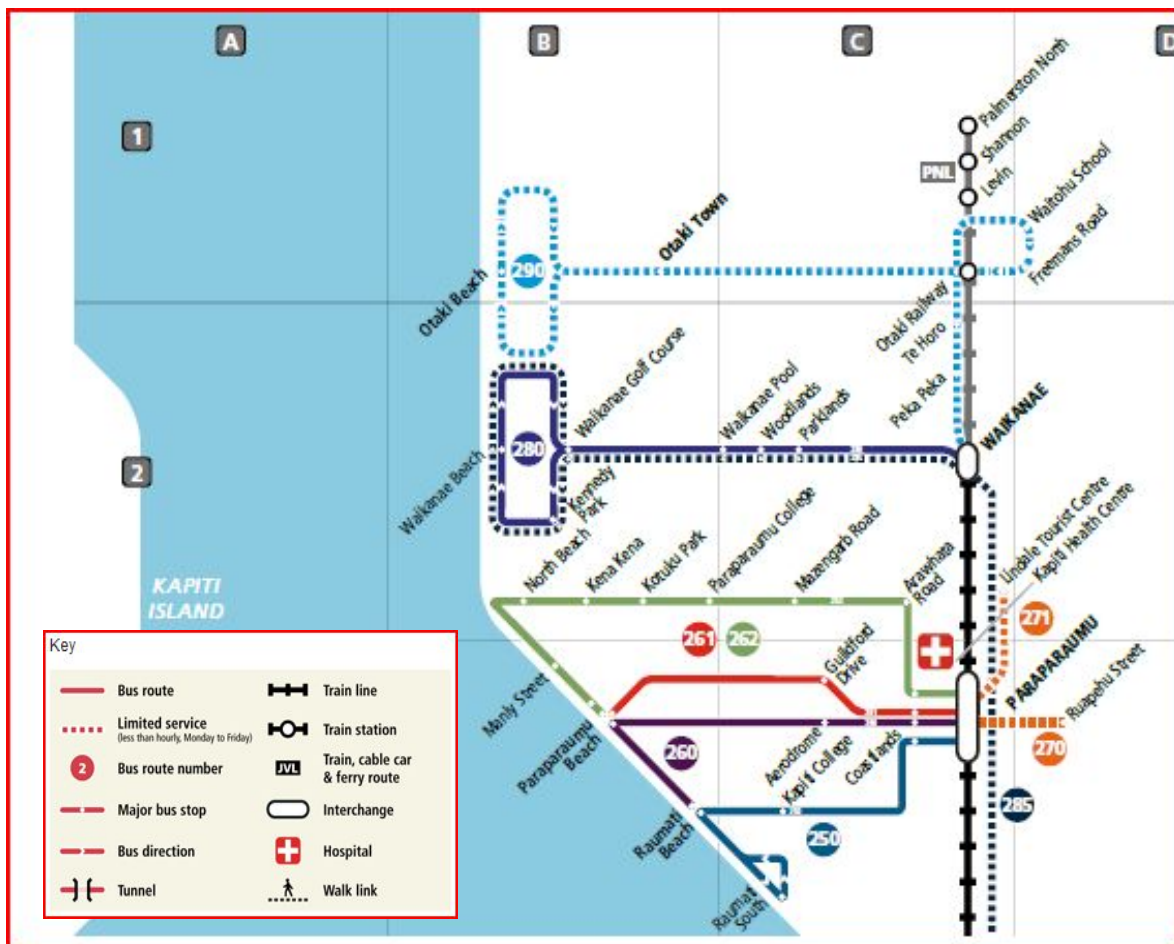 A
B
C
D
1
Palmerston North
Shannon
PNL
Levin
Waitohu School
Otaki Town
Freemans Road
290
Otaki Beach
Otaki Railway
Te Horo
Waikanae Golf Course
Waikanae Pool
Woodlands
Parklands
Peka Peka
WAIKANAE
280
2
Waikanae Beach
Kennedy
Park
North Beach
Kena Kena
Kotuku Park
Paraparaumu College
Mazengarb Road
Arawhata
Road
Lindale Tourist Centre
Kapiti Health Centre
KAPITI
ISLAND
261
262
271
Guildford
Drive
PARAPARAUMU
Manly Street
Ruapehu Street
Paraparaumu
Beach
260
Aerodrome
Kapiti College
Coastlands
270
285
Raumati
Beach
250
Raumati
South
Key
Bus route
Train line
Limited service
(less than hourly, Monday to Friday)
Train station
2
Bus route number
JVL
Train, cable car
& ferry route
Major bus stop
Interchange
Bus direction
Hospital
Tunnel
Walk link